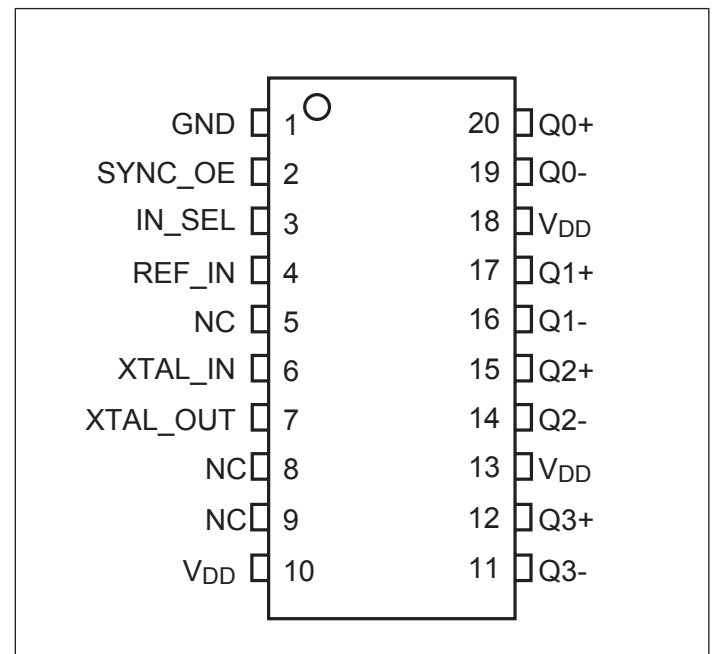 GND 1 20 Q0+
SYNC_OE 2 19 Q0-
IN_SEL 3 18 VDD
REF_IN 4 17 Q1+
NC 5 16 Q1-
XTAL_IN 6 15 Q2+
XTAL_OUT 7 14 Q2-
NC 8 13 VDD
NC 9 12 Q3+
VDD 10 11 Q3-